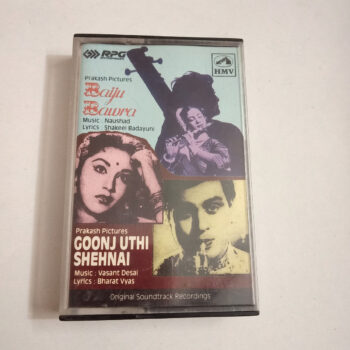 RPG
HMV
Prakash Pictures
Baiju
Bawra
Music : Naushad
Lyrics : Shakeel Badayuni
Prakash Pictures
GOONJ UTHI
SHEHNAI
Music : Vasant Desai
Lyrics : Bharat Vyas
Original Soundtrack Recordings